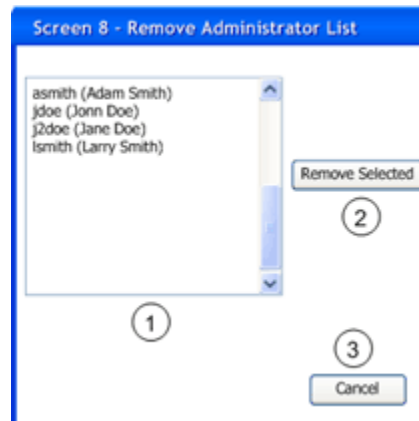 Screen 8 - Remove Administrator List
asmith (Adam Smith)
jdoe (Jonn Doe)
j2doe (Jane Doe)
lsmith (Larry Smith)
Remove Selected
2
1
3
Cancel